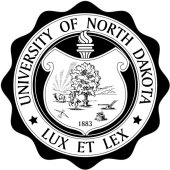 UNIVERSITY OF NORTH DAKOTA
1883
LUX ET LEX